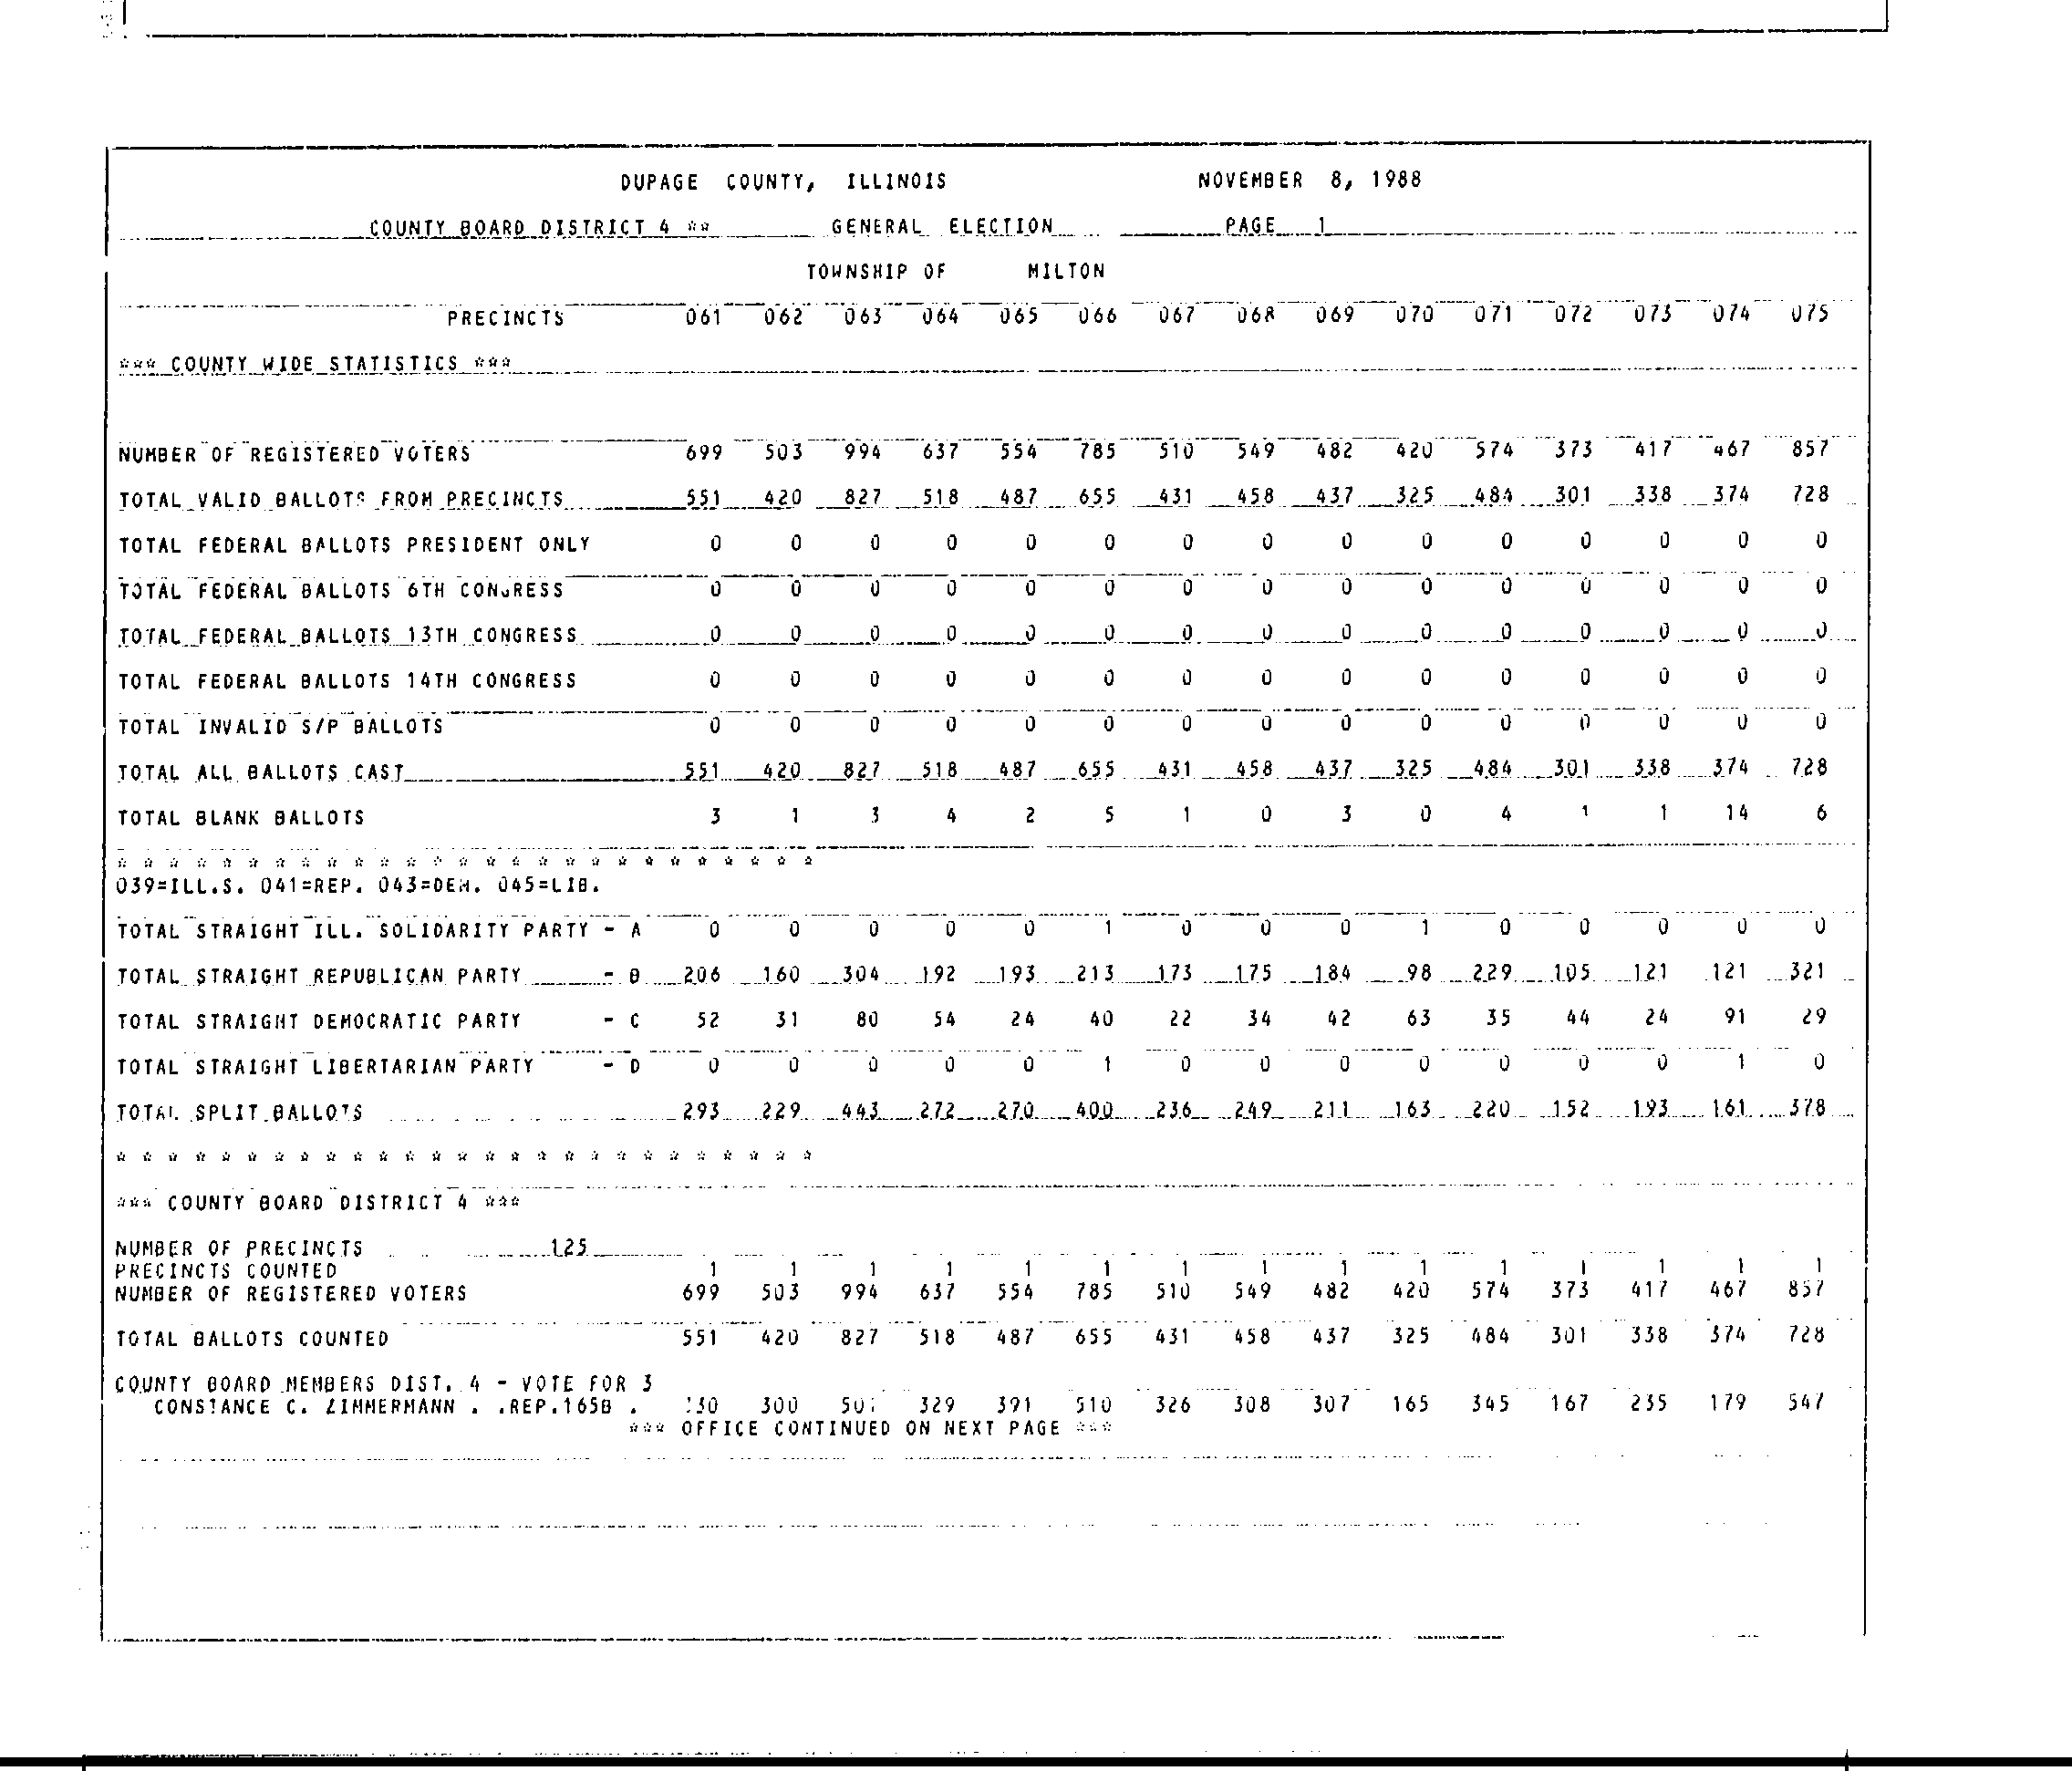 DUPAGE COUNTY, ILLINOIS NOVEMBER 8, 1988
COUNTY BOARD DISTRICT 4 ** GENERAL ELECTION PAGE 1
TOWNSHIP OF MILTON
PRECINCTS 061 062 063 064 065 066 067 068 069 070 071 072 073 074 075
*** COUNTY WIDE STATISTICS ***
NUMBER OF REGISTERED VOTERS 699 503 994 637 554 785 510 549 482 420 574 373 417 467 857
TOTAL VALID BALLOTS FROM PRECINCTS 551 420 827 518 487 655 431 458 437 325 484 301 338 374 728
TOTAL FEDERAL BALLOTS PRESIDENT ONLY 0 0 0 0 0 0 0 0 0 0 0 0 0 0 0
TOTAL FEDERAL BALLOTS 6TH CONGRESS 0 0 0 0 0 0 0 0 0 0 0 0 0 0 0
TOTAL FEDERAL BALLOTS 13TH CONGRESS 0 0 0 0 0 0 0 0 0 0 0 0 0 0 0
TOTAL FEDERAL BALLOTS 14TH CONGRESS 0 0 0 0 0 0 0 0 0 0 0 0 0 0 0
TOTAL INVALID S/P BALLOTS 0 0 0 0 0 0 0 0 0 0 0 0 0 0 0
TOTAL ALL BALLOTS CAST 551 420 827 518 487 655 431 458 437 325 484 301 338 374 728
TOTAL BLANK BALLOTS 3 1 3 4 2 5 1 0 3 0 4 1 1 14 6
* * * * * * * * * * * * * * * * * * * * * * * * * * *
039=ILL.S. 041=REP. 043=DEM. 045=LIB.
TOTAL STRAIGHT ILL. SOLIDARITY PARTY - A 0 0 0 0 0 1 0 0 0 1 0 0 0 0 0
TOTAL STRAIGHT REPUBLICAN PARTY - B 206 160 304 192 193 213 173 175 184 98 229 105 121 121 321
TOTAL STRAIGHT DEMOCRATIC PARTY - C 52 31 80 54 24 40 22 34 42 63 35 44 24 91 29
TOTAL STRAIGHT LIBERTARIAN PARTY - D 0 0 0 0 0 1 0 0 0 0 0 0 0 1 0
TOTAL SPLIT BALLOTS 293 229 443 272 270 400 236 249 211 163 220 152 193 161 378
* * * * * * * * * * * * * * * * * * * * * * * * * * *
*** COUNTY BOARD DISTRICT 4 ***
NUMBER OF PRECINCTS 125
PRECINCTS COUNTED 1 1 1 1 1 1 1 1 1 1 1 1 1 1 1
NUMBER OF REGISTERED VOTERS 699 503 994 637 554 785 510 549 482 420 574 373 417 467 857
TOTAL BALLOTS COUNTED 551 420 827 518 487 655 431 458 437 325 484 301 338 374 728
COUNTY BOARD MEMBERS DIST. 4 - VOTE FOR 3
CONSTANCE C. ZIMMERMANN . .REP.165B . 300 329 391 510 326 308 307 165 345 167 235 179 547
*** OFFICE CONTINUED ON NEXT PAGE ***